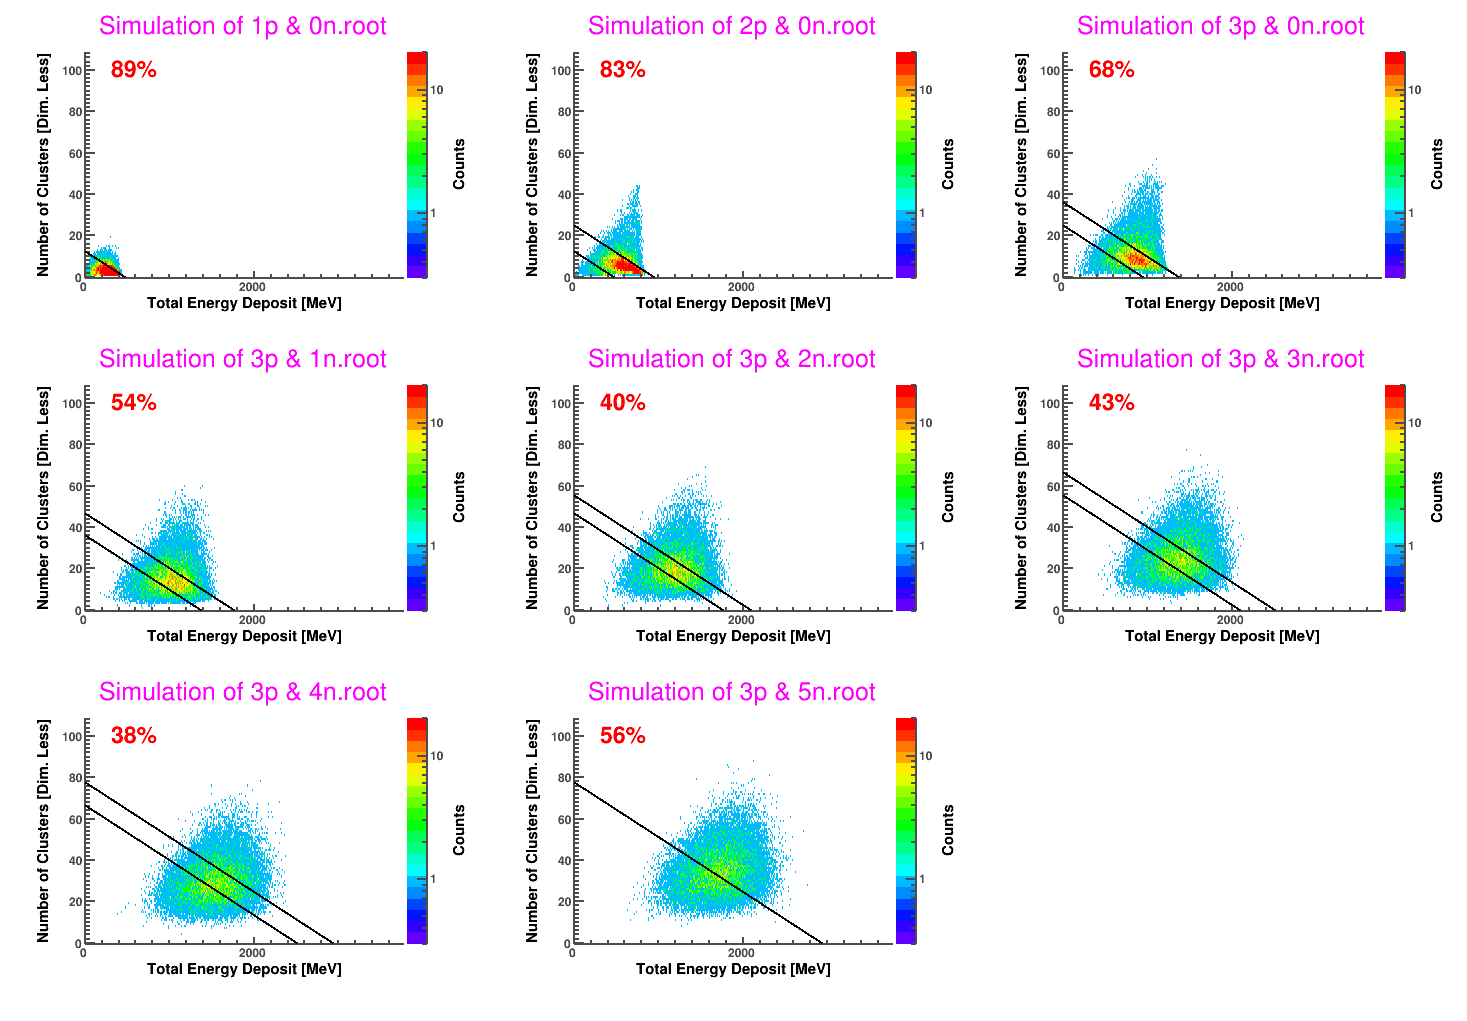 Simulation of 1p & 0n.root
Number of Clusters [Dim. Less]
100
80
60
40
20
0
89%
0
2000
Total Energy Deposit [MeV]
10
1
Counts
Simulation of 2p & 0n.root
Number of Clusters [Dim. Less]
100
80
60
40
20
0
83%
0
2000
Total Energy Deposit [MeV]
10
1
Counts
Simulation of 3p & 0n.root
Number of Clusters [Dim. Less]
100
80
60
40
20
0
68%
0
2000
Total Energy Deposit [MeV]
10
1
Counts
Simulation of 3p & 1n.root
Number of Clusters [Dim. Less]
100
80
60
40
20
0
54%
0
2000
Total Energy Deposit [MeV]
10
1
Counts
Simulation of 3p & 2n.root
Number of Clusters [Dim. Less]
100
80
60
40
20
0
40%
0
2000
Total Energy Deposit [MeV]
10
1
Counts
Simulation of 3p & 3n.root
Number of Clusters [Dim. Less]
100
80
60
40
20
0
43%
0
2000
Total Energy Deposit [MeV]
10
1
Counts
Simulation of 3p & 4n.root
Number of Clusters [Dim. Less]
100
80
60
40
20
0
38%
0
2000
Total Energy Deposit [MeV]
10
1
Counts
Simulation of 3p & 5n.root
Number of Clusters [Dim. Less]
100
80
60
40
20
0
56%
0
2000
Total Energy Deposit [MeV]
10
1
Counts